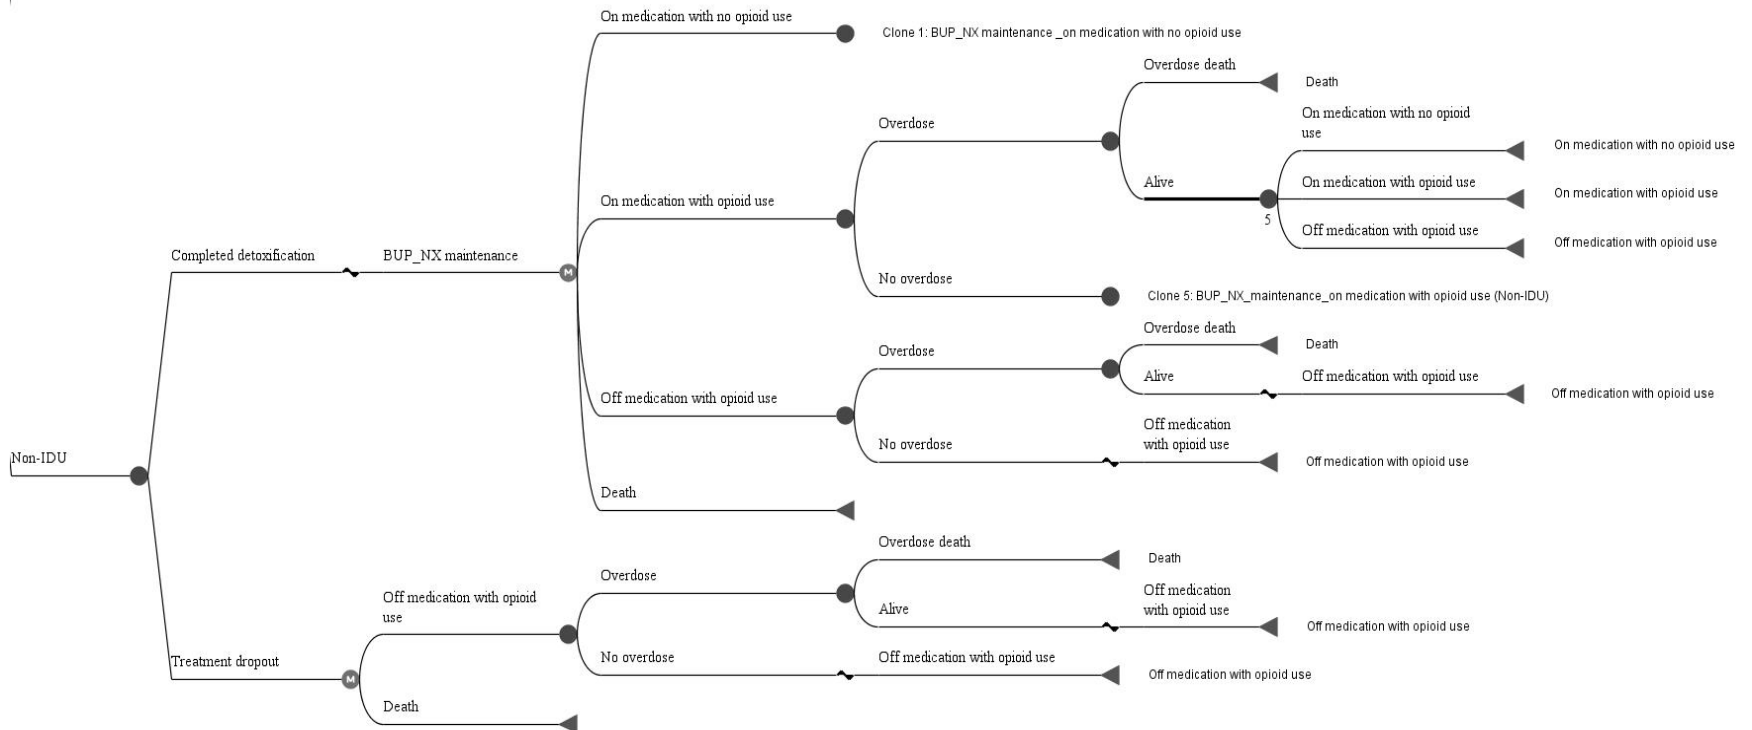 On medication with no opioid use
Clone 1: BUP_NX maintenance _on medication with no opioid use
Overdose death
Death
On medication with no opioid
use
On medication with no opioid use
Overdose
Alive
On medication with opioid use
On medication with opioid use
5
On medication with opioid use
Off medication with opioid use
Off medication with opioid use
Completed detoxification
BUP_NX maintenance
M
No overdose
Clone 5: BUP_NX_maintenance_on medication with opioid use (Non-IDU)
Overdose death
Death
Overdose
Alive
Off medication with opioid use
Off medication with opioid use
Off medication with opioid use
No overdose
Off medication
with opioid use
Off medication with opioid use
Non-IDU
Death
Overdose death
Death
Overdose
Off medication with opioid
use
Alive
Off medication
with opioid use
Off medication with opioid use
Treatment dropout
M
No overdose
Off medication with opioid use
Off medication with opioid use
Death